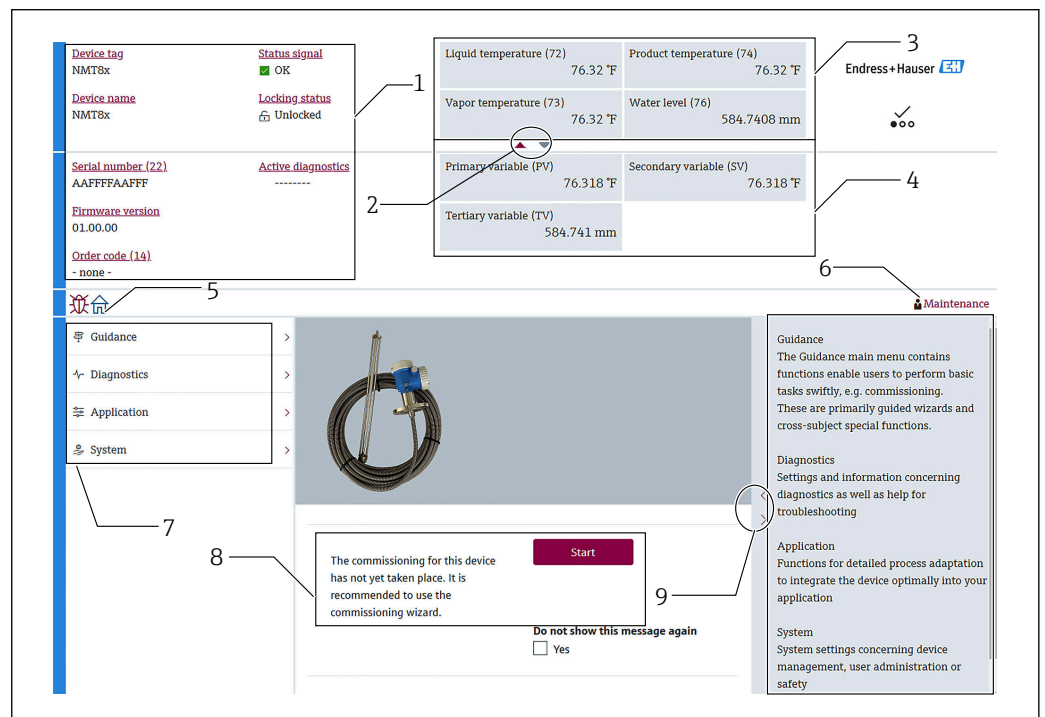 Device tag
NMT8x
Status signal
OK
Device name
NMT8x
Locking status
Unlocked
1
Liquid temperature (72)
76.32 °F
Product temperature (74)
76.32 °F
Vapor temperature (73)
76.32 °F
Water level (76)
584.7408 mm
3
Endress+Hauser EH
Serial number (22)
AAFFFFAAFFF
Active diagnostics
--------
Firmware version
01.00.00
Order code (14)
- none -
2
Primary variable (PV)
76.318 °F
Secondary variable (SV)
76.318 °F
Tertiary variable (TV)
584.741 mm
4
5
6
Maintenance
Guidance
Diagnostics
Application
System
7
8
The commissioning for this device
has not yet taken place. It is
recommended to use the
commissioning wizard.
Start
Do not show this message again
Yes
9
Guidance
The Guidance main menu contains
functions enable users to perform basic
tasks swiftly, e.g. commissioning.
These are primarily guided wizards and
cross-subject special functions.
Diagnostics
Settings and information concerning
diagnostics as well as help for
troubleshooting
Application
Functions for detailed process adaptation
to integrate the device optimally into your
application
System
System settings concerning device
management, user administration or
safety